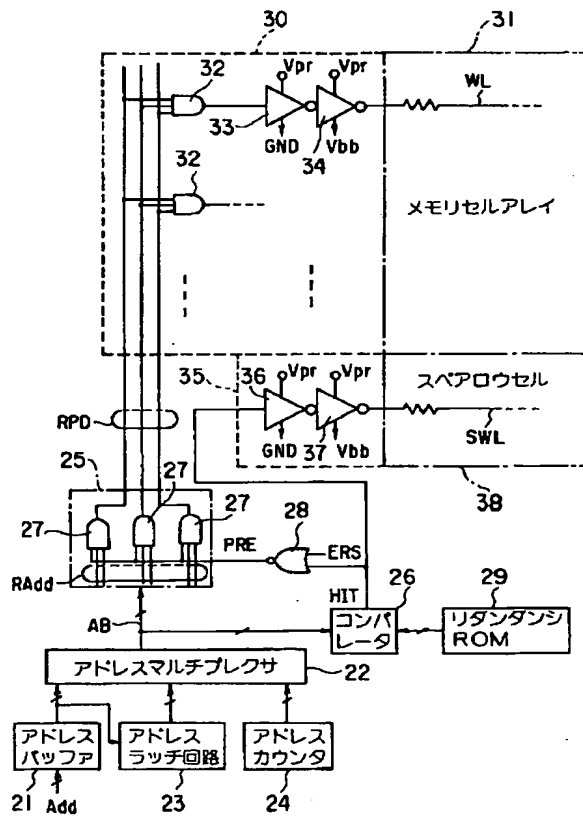 30
31
32
Vpr
Vpr
WL
33
GND
34
Vbb
32
メモリセルアレイ
35
36
Vpr
Vpr
スペアロウセル
RPD
GND
37
Vbb
SWL
25
27
38
27
27
28
PRE
ERS
RAdd
HIT
26
29
AB
コンパ
レータ
リダンダンシ
ROM
アドレスマルチプレクサ
22
アドレス
バッファ
アドレス
ラッチ回路
アドレス
カウンタ
21
Add
23
24